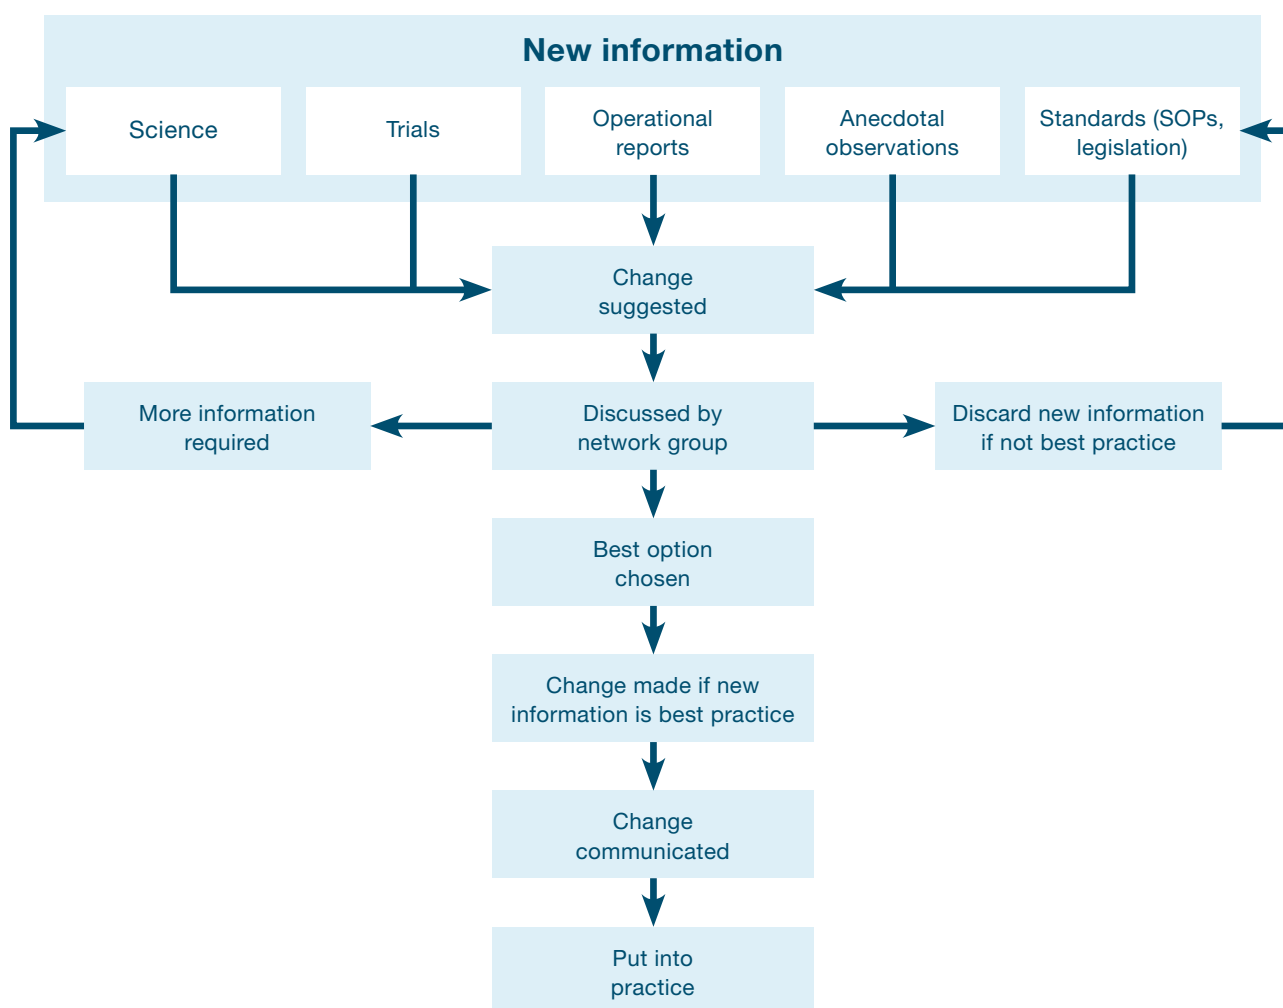 New information
Science
Trials
Operational
reports
Anecdotal
observations
Standards (SOPs,
legislation)
Change
suggested
More information
required
Discussed by
network group
Discard new information
if not best practice
Best option
chosen
Change made if new
information is best practice
Change
communicated
Put into
practice